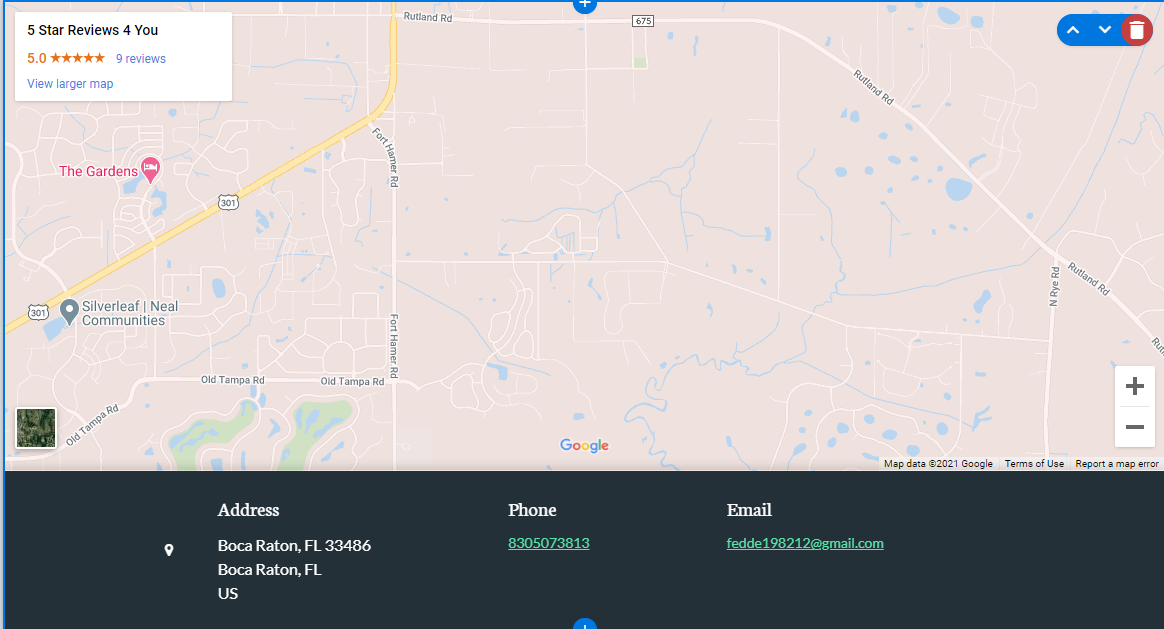 5 Star Reviews 4 You
5.0 ★★★★★ 9 reviews
View larger map
Rutland Rd
675
Rutland Rd
Fort Hamer Rd
The Gardens
301
Rutland Rd
N Rye Rd
301
Silverleaf | Neal
Communities
Fort Hamer Rd
Rut
Old Tampa Rd
Old Tampa Rd
Old Tampa Rd
Google
Map data ©2021 Google
Terms of Use
Report a map error
Address
Phone
Email
Boca Raton, FL 33486
8305073813
fedde198212@gmail.com
Boca Raton, FL
US